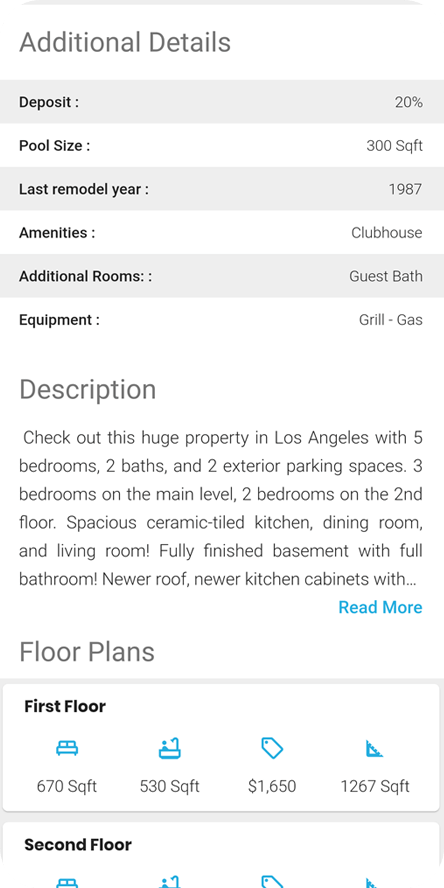 Additional Details
Deposit : 20%
Pool Size : 300 Sqft
Last remodel year : 1987
Amenities : Clubhouse
Additional Rooms: : Guest Bath
Equipment : Grill - Gas
Description
Check out this huge property in Los Angeles with 5
bedrooms, 2 baths, and 2 exterior parking spaces. 3
bedrooms on the main level, 2 bedrooms on the 2nd
floor. Spacious ceramic-tiled kitchen, dining room,
and living room! Fully finished basement with full
bathroom! Newer roof, newer kitchen cabinets with...
Read More
Floor Plans
First Floor
670 Sqft 530 Sqft $1,650 1267 Sqft
Second Floor